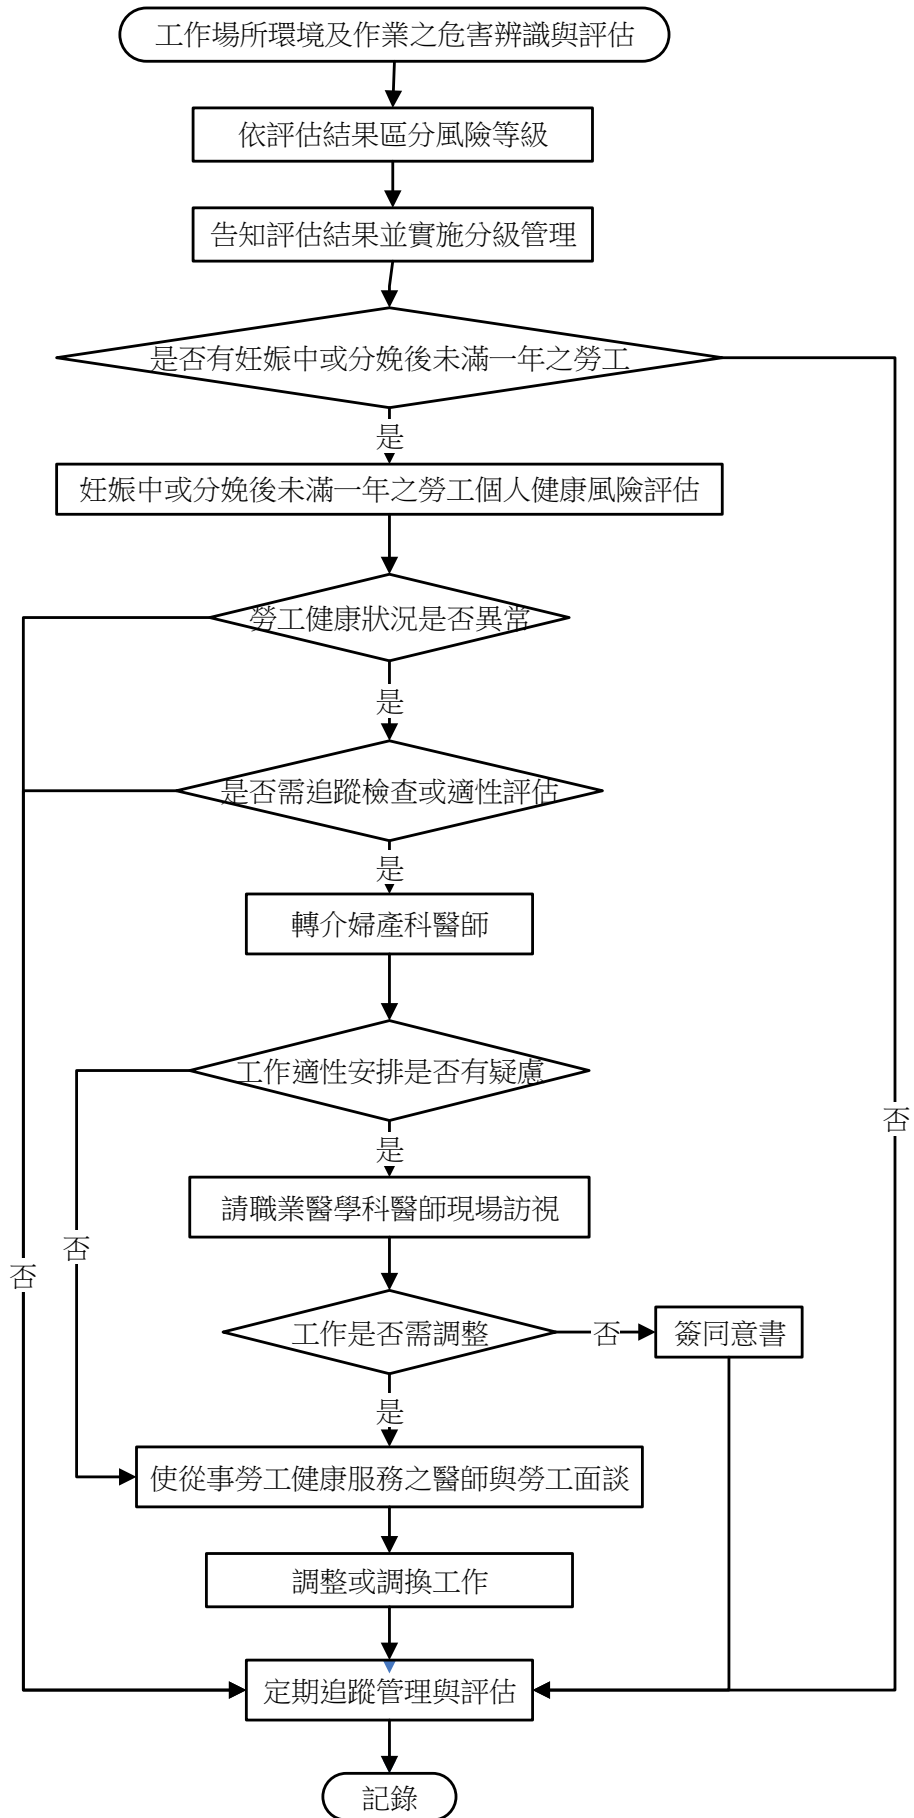 工作場所環境及作業之危害辨識與評估
依評估結果區分風險等級
告知評估結果並實施分級管理
是否有妊娠中或分娩後未滿一年之勞工
是
妊娠中或分娩後未滿一年之勞工個人健康風險評估
勞工健康狀況是否異常
是
是否需追蹤檢查或適性評估
是
轉介婦產科醫師
工作適性安排是否有疑慮
否
是
請職業醫學科醫師現場訪視
否
否
工作是否需調整
否
簽同意書
是
使從事勞工健康服務之醫師與勞工面談
調整或調換工作
定期追蹤管理與評估
記錄